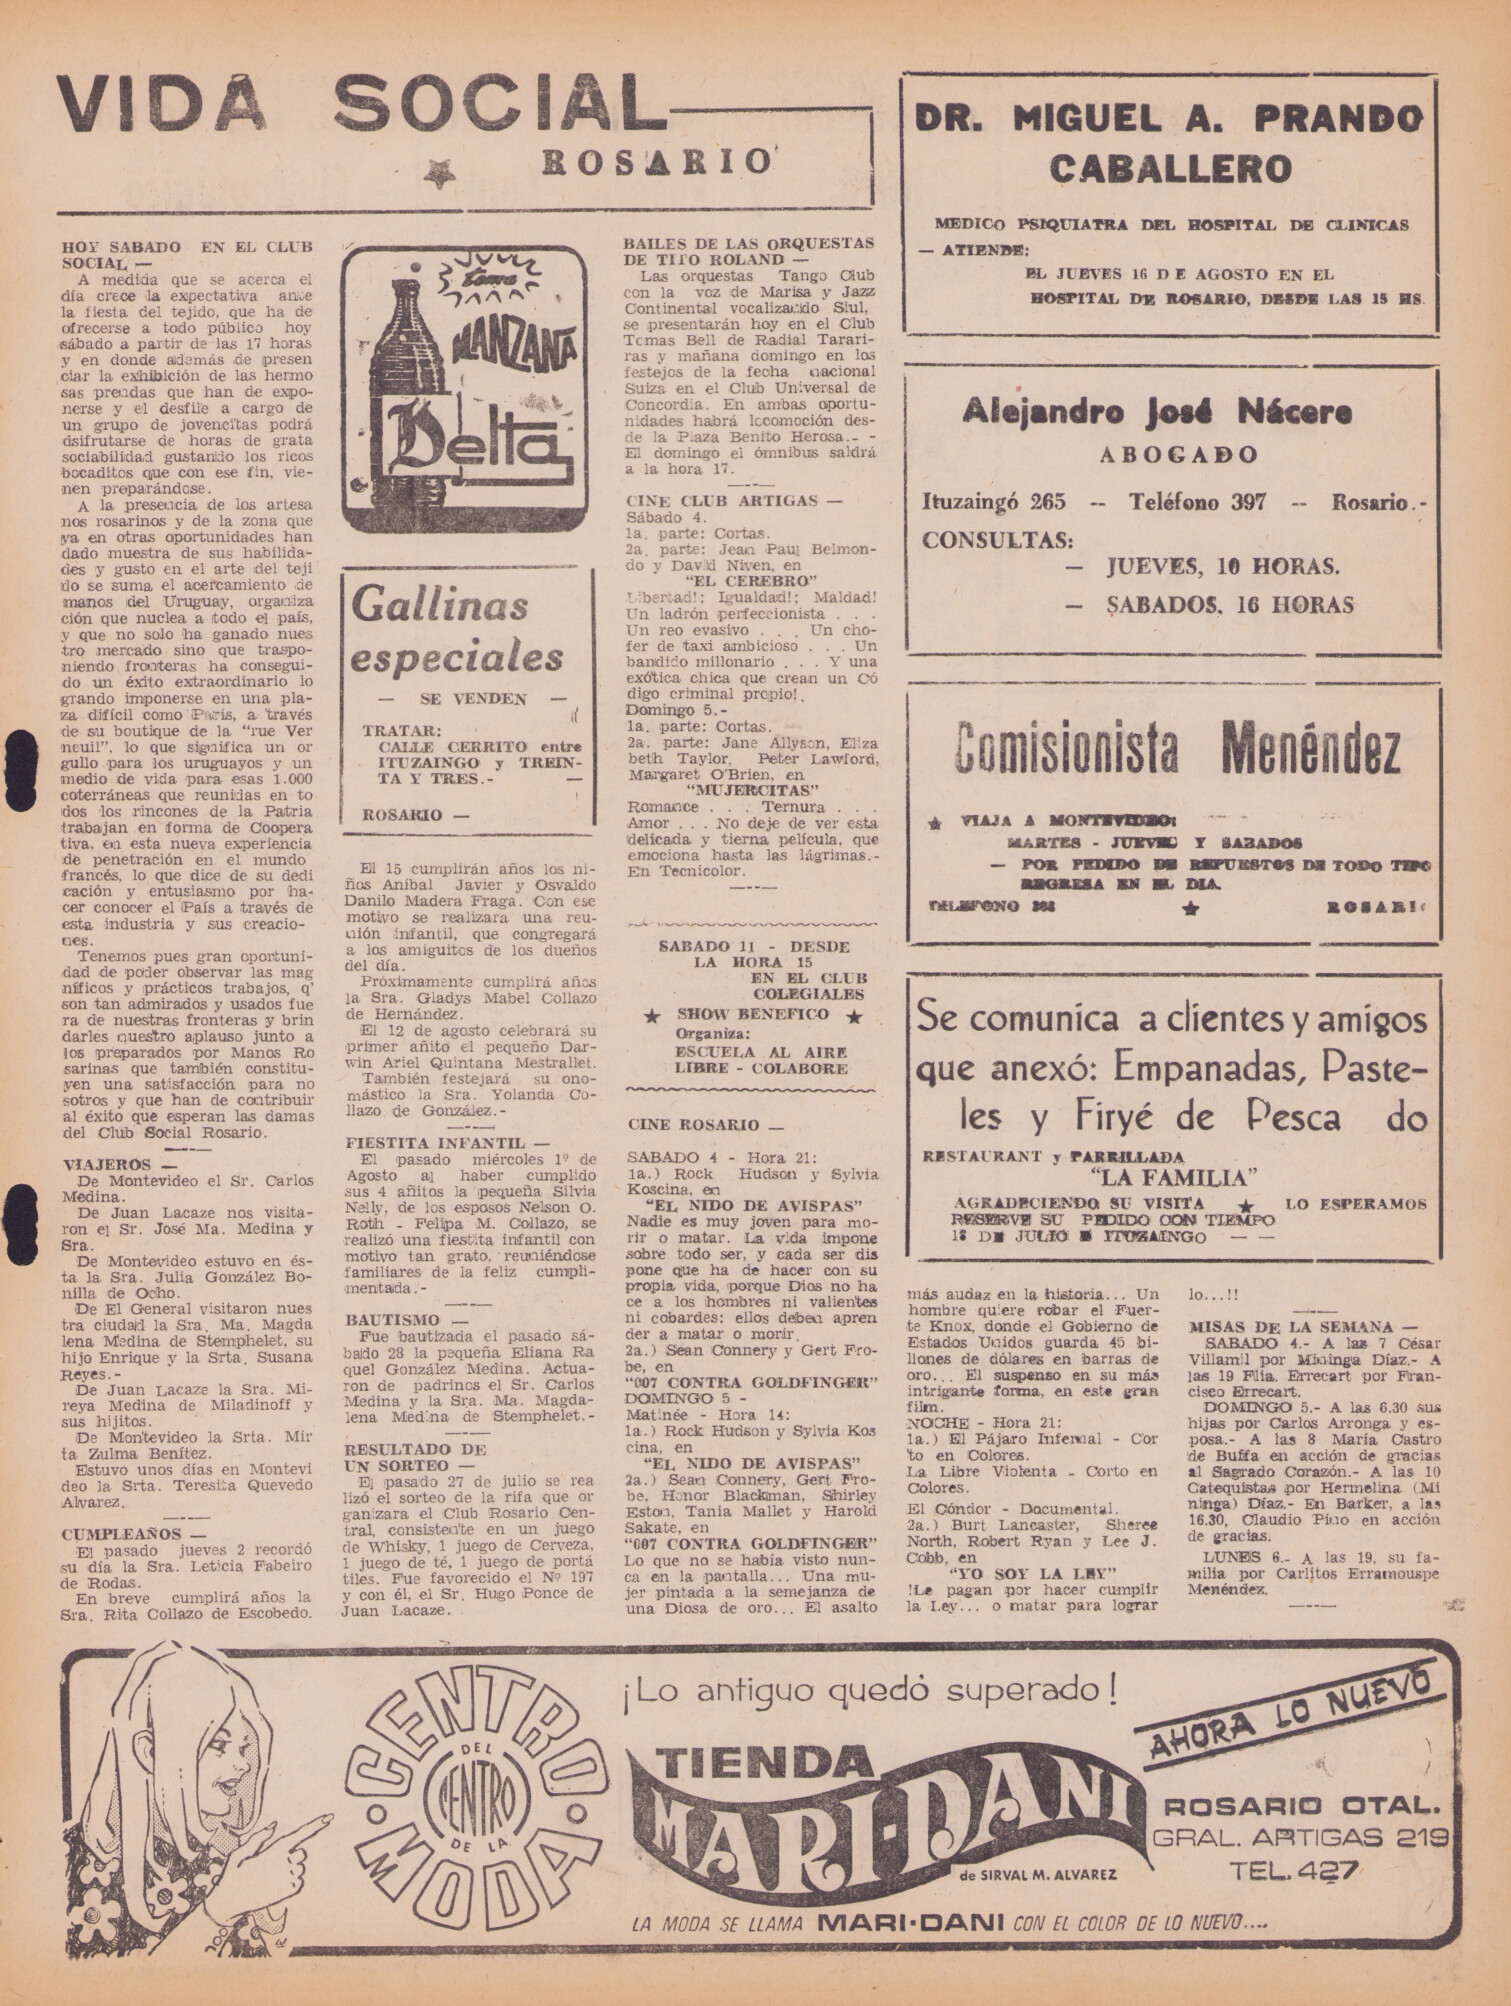 VIDA SOCIAL
ROSARIO
HOY SABADO EN EL CLUB
SOCIAL —
A medida que se acerca el
día crece la expectativa ante
la fiesta del tejido, que ha de
ofrecerse a todo público hoy
sábado a partir de las 17 horas
y en donde además de presen
ciar la exhibición de las hermo
sas prendas que han de expo-
nerse y el desfile a cargo de
un grupo de jovencitas podrá
dsifrutarse de horas de grata
sociabilidad gustando los ricos
bocaditos que con ese fin, vie-
nen preparándose.
A la presencia de los artesa
nos rosarinos y de la zona que
ya en otras oportunidades han
dado muestra de sus habilida-
des y gusto en el arte del teji
do se suma el acercamiento de
manos del Uruguay, organiza
ción que nuclea a todo el país,
y que no solo ha ganado nues
tro mercado sino que traspo-
niendo fronteras ha consegui-
do un éxito extraordinario lo
grando imponerse en una pla-
za difícil como París, a través
de su boutique de la "rue Ver
neuil", lo que significa un or
gullo para los uruguayos y un
medio de vida para esas 1.000
coterráneas que reunidas en to
dos los rincones de la Patria
trabajan en forma de Coopera
tiva, en esta nueva experiencia
de penetración en el mundo
francés, lo que dice de su dedi
cación y entusiasmo por ha-
cer conocer el País a través de
esta industria y sus creacio-
nes.
Tenemos pues gran oportuni-
dad de poder observar las mag
níficos y prácticos trabajos, q'
son tan admirados y usados fue
ra de nuestras fronteras y brin
darles nuestro aplauso junto a
los preparados por Manos Ro
sarinas que también constitu-
yen una satisfacción para no
sotros y que han de contribuir
al éxito que esperan las damas
del Club Social Rosario.
VIAJEROS —
De Montevideo el Sr. Carlos
Medina.
De Juan Lacaze nos visita-
ron el Sr. José Ma. Medina y
Sra.
De Montevideo estuvo en és-
ta la Sra. Julia González Bo-
nilla de Ocho.
De El General visitaron nues
tra ciudad la Sra. Ma. Magda
lena Medina de Stemphelet, su
hijo Enrique y la Srta. Susana
Reyes.-
De Juan Lacaze la Sra. Mi-
reya Medina de Miladinoff y
sus hijitos.
De Montevideo la Srta. Mir
ta Zulma Benítez.
Estuvo unos días en Montevi
deo la Srta. Teresita Quevedo
Alvarez.
CUMPLEAÑOS —
El pasado jueves 2 recordó
su día la Sra. Leticia Fabeiro
de Rodas.
En breve cumplirá años la
Sra. Rita Collazo de Escobedo.
tome
MANZANA
Delta
Gallinas
especiales
— SE VENDEN —
TRATAR:
CALLE CERRITO entre
ITUZAINGO y TREIN-
TA Y TRES.- —
ROSARIO —
El 15 cumplirán años los ni-
ños Aníbal Javier y Osvaldo
Danilo Madera Fraga. Con ese
motivo se realizara una reu-
nión infantil, que congregará
a los amiguitos de los dueños
del día.
Próximamente cumplirá años
la Sra. Gladys Mabel Collazo
de Hernández.
El 12 de agosto celebrará su
primer añito el pequeño Dar-
win Ariel Quintana Mestrallet.
También festejará su ono-
mástico la Sra. Yolanda Co-
llazo de González.-
FIESTITA INFANTIL —
El pasado miércoles 1º de
Agosto al haber cumplido
sus 4 añitos la pequeña Silvia
Nelly, de los esposos Nelson O.
Roth - Felipa M. Collazo, se
realizó una fiestita infantil con
motivo tan grato, reuniéndose
familiares de la feliz cumpli-
mentada.-
BAUTISMO —
Fue bautizada el pasado sá-
bado 28 la pequeña Eliana Ra
quel González Medina. Actua-
ron de padrinos el Sr. Carlos
Medina y la Sra. Ma. Magda-
lena Medina de Stemphelet.-
RESULTADO DE
UN SORTEO —
El pasado 27 de julio se rea
lizó el sorteo de la rifa que or
ganizara el Club Rosario Cen-
tral, consistente en un juego
de Whisky, 1 juego de Cerveza,
1 juego de té, 1 juego de portá
tiles. Fue favorecido el Nº 197
y con él, el Sr. Hugo Ponce de
Juan Lacaze.
BAILES DE LAS ORQUESTAS
DE TITO ROLAND —
Las orquestas Tango Club
con la voz de Marisa y Jazz
Continental vocalizacdo Slul,
se presentarán hoy en el Club
Tomas Bell de Radial Tarari-
ras y mañana domingo en los
festejos de la fecha nacional
Suiza en el Club Universal de
Concordia. En ambas oportu-
nidades habrá locomoción des-
de la Plaza Benito Herosa.- -
El domingo el ómnibus saldrá
a la hora 17.
CINE CLUB ARTIGAS —
Sábado 4.
1a. parte: Cortas.
2a. parte: Jean Paul Belmon-
do y David Niven, en
"EL CEREBRO"
Libertad!; Igualdad!; Maldad!
Un ladrón perfeccionista . . .
Un reo evasivo . . . Un cho-
fer de taxi ambicioso . . . Un
bandido millonario . . . Y una
exótica chica que crean un Có
digo criminal propio!.
Domingo 5.-
1a. parte: Cortas.
2a. parte: Jane Allyson, Eliza
beth Taylor, Peter Lawford,
Margaret O'Brien, en
"MUJERCITAS"
Romance . . . Ternura . . .
Amor . . . No deje de ver esta
delicada y tierna película, que
emociona hasta las lágrimas.-
En Tecnicolor.
SABADO 11 - DESDE
LA HORA 15
EN EL CLUB
COLEGIALES
★ SHOW BENEFICO ★
Organiza:
ESCUELA AL AIRE
LIBRE - COLABORE
CINE ROSARIO —
SABADO 4 - Hora 21:
1a.) Rock Hudson y Sylvia
Koscina, en
"EL NIDO DE AVISPAS"
Nadie es muy joven para mo-
rir o matar. La vida impone
sobre todo ser, y cada ser dis
pone que ha de hacer con su
propia vida, porque Dios no ha
ce a los hombres ni valientes
ni cobardes: ellos deben apren
der a matar o morir.
2a.) Sean Connery y Gert Fro-
be, en
"007 CONTRA GOLDFINGER"
DOMINGO 5 -
Matinée - Hora 14:
1a.) Rock Hudson y Sylvia Kos
cina, en
"EL NIDO DE AVISPAS"
2a.) Sean Connery, Gert Fro-
be, Honor Blackman, Shirley
Eston, Tania Mallet y Harold
Sakate, en
"007 CONTRA GOLDFINGER"
Lo que no se había visto nun-
ca en la pantalla... Una mu-
jer pintada a la semejanza de
una Diosa de oro... El asalto
DR. MIGUEL A. PRANDO
CABALLERO
MEDICO PSIQUIATRA DEL HOSPITAL DE CLINICAS
— ATIENDE:
EL JUEVES 16 D E AGOSTO EN EL
HOSPITAL DE ROSARIO, DESDE LAS 15 HS.
Alejandro José Nácere
ABOGADO
Ituzaingó 265 -- Teléfono 397 -- Rosario.-
CONSULTAS:
— JUEVES, 10 HORAS.
— SABADOS, 16 HORAS
Comisionista Menéndez
★ VIAJA A MONTEVIDEO:
MARTES - JUEVES Y SABADOS
— POR PEDIDO DE REPUESTOS DE TODO TIPO
REGRESA EN EL DIA.
TELEFONO ★ ROSARIO
Se comunica a clientes y amigos
que anexó: Empanadas, Paste-
les y Firyé de Pesca do
RESTAURANT y PARRILLADA
"LA FAMILIA"
AGRADECIENDO SU VISITA ★ LO ESPERAMOS
RESERVE SU PEDIDO CON TIEMPO
18 DE JULIO E ITUZAINGO — —
más audaz en la historia... Un
hombre quiere robar el Fuer-
te Knox, donde el Gobierno de
Estados Unidos guarda 45 bi-
llones de dólares en barras de
oro... El suspenso en su más
intrigante forma, en este gran
film.
NOCHE - Hora 21:
1a.) El Pájaro Infernal - Cor
to en Colores.
La Libre Violenta - Corto en
Colores.
El Cóndor - Documental.
2a.) Burt Lancaster, Sheree
North, Robert Ryan y Lee J.
Cobb, en
"YO SOY LA LEY"
!Le pagan por hacer cumplir
la Ley... o matar para lograr
lo...!!
MISAS DE LA SEMANA —
SABADO 4.- A las 7 César
Villamil por Mininga Díaz.- A
las 19 Flia. Errecart por Fran-
cisco Errecart.
DOMINGO 5.- A las 6.30 sus
hijas por Carlos Arronga y es-
posa.- A las 8 María Castro
de Buffa en acción de gracias
al Sagrado Corazón.- A las 10
Catequistas por Hermelina (Mi
ninga) Díaz.- En Barker, a las
16.30, Claudio Pino en acción
de gracias.
LUNES 6.- A las 19, su fa-
milia por Carlitos Erramouspe
Menéndez.
CENTRO
DEL
CENTRO
DE LA
MODA
¡Lo antiguo quedó superado!
AHORA LO NUEVO
TIENDA
MARI-DANI
de SIRVAL M. ALVAREZ
ROSARIO OTAL.
GRAL. ARTIGAS 219
TEL. 427
LA MODA SE LLAMA MARI-DANI CON EL COLOR DE LO NUEVO....